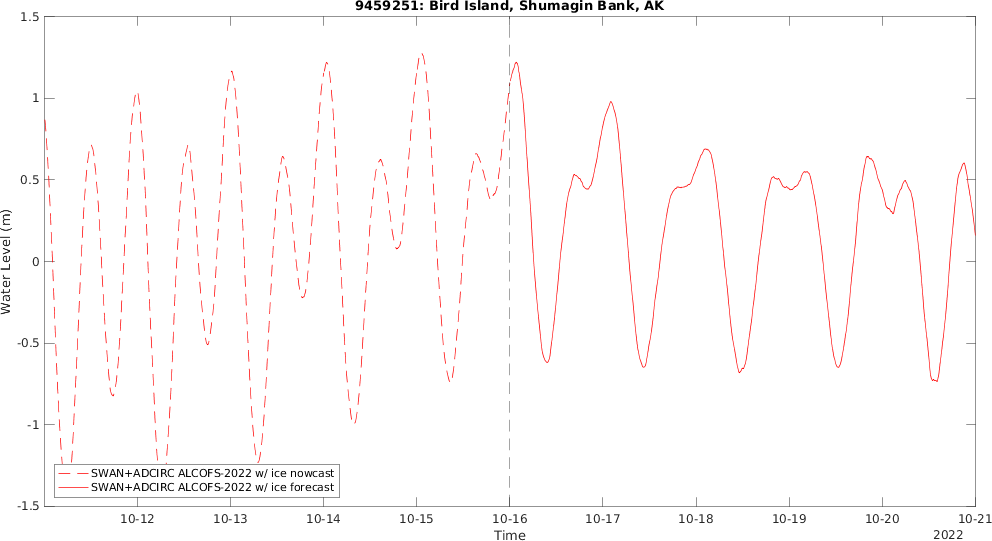 9459251: Bird Island, Shumagin Bank, AK
1.5
1
0.5
0
-0.5
-1
-1.5
Water Level (m)
SWAN+ADCIRC ALCOFS-2022 w/ ice nowcast
SWAN+ADCIRC ALCOFS-2022 w/ ice forecast
10-12 10-13 10-14 10-15 10-16 10-17 10-18 10-19 10-20 10-21
Time
2022